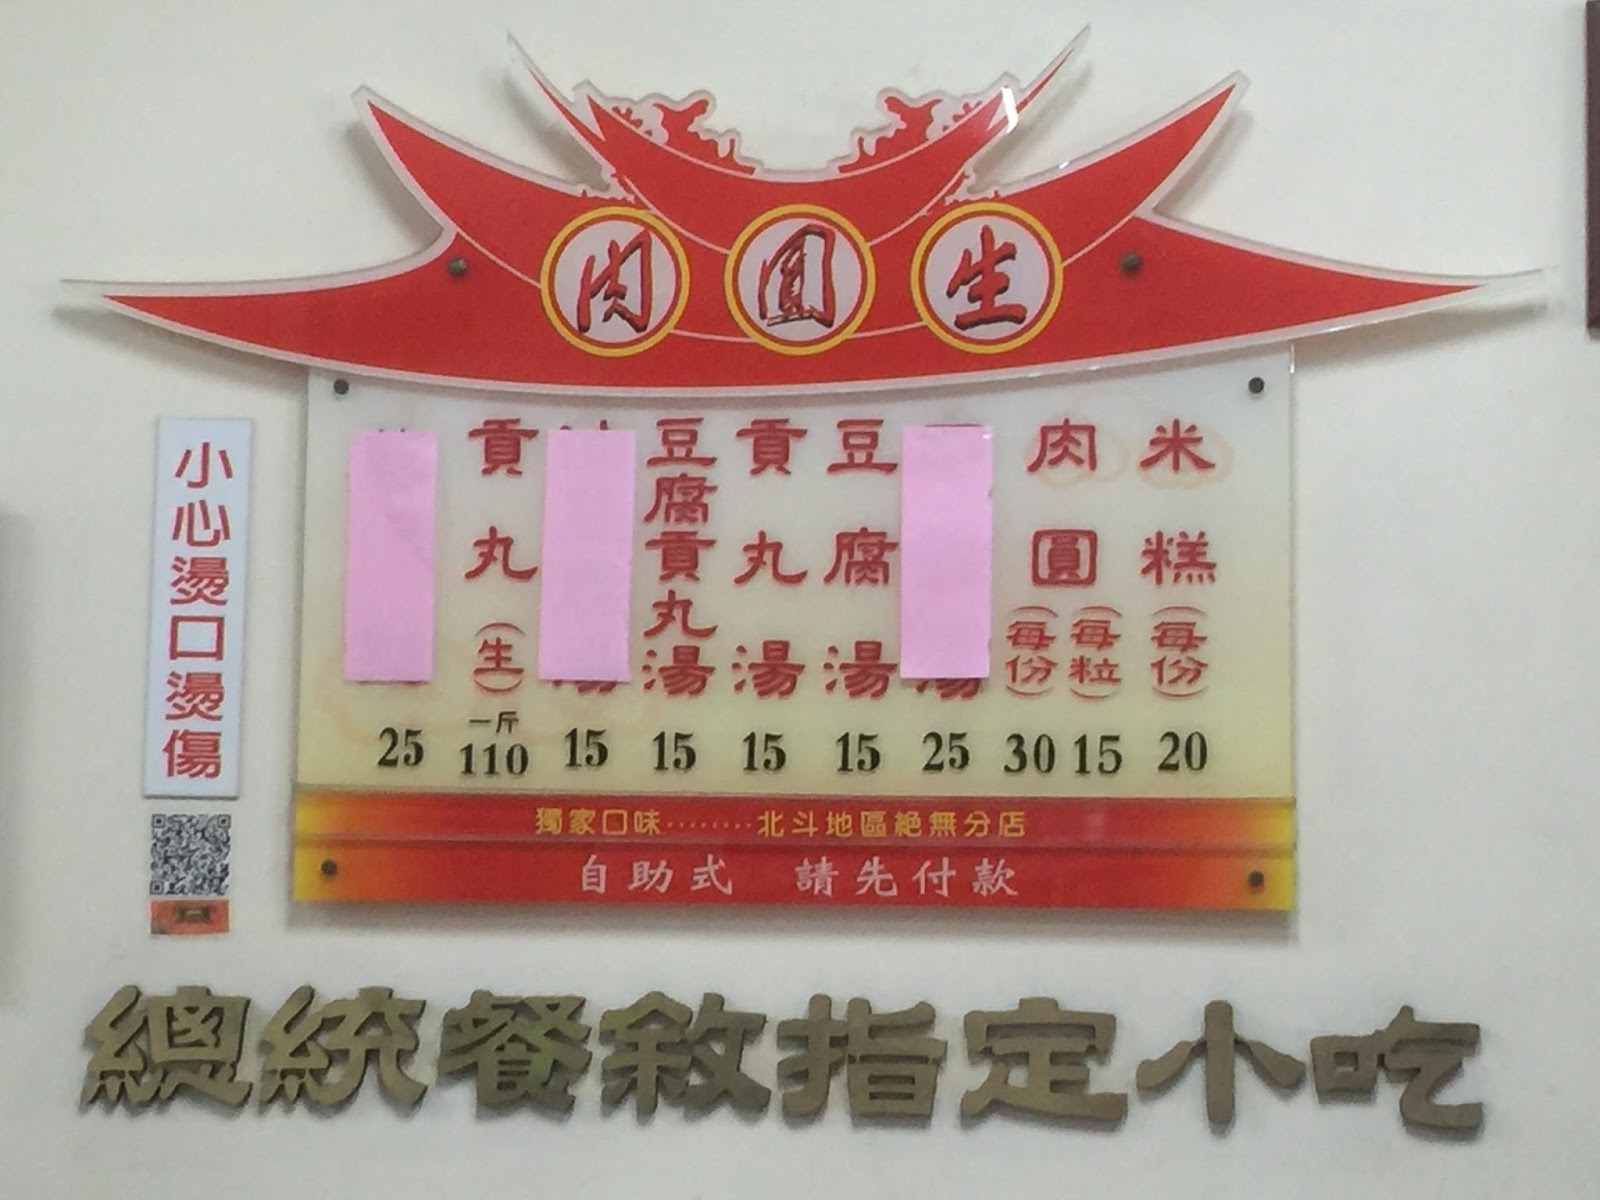 肉圓生
米糕(每份) 20
肉圓 (每粒) 15 (每份) 30
湯 25
豆腐湯 15
貢丸湯 15
豆腐貢丸湯 15
湯 15
貢丸(生) 一斤 110
25
獨家口味………北斗地區絕無分店
自助式 請先付款
小心燙口燙傷
總統餐敘指定小吃